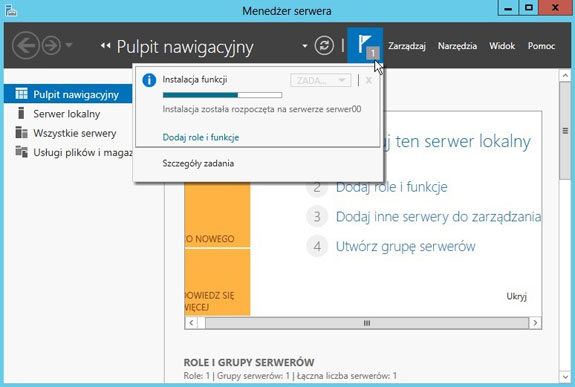 Menedżer serwera
Pulpit nawigacyjny
1
Zarządzaj Narzędzia Widok Pomoc
Pulpit nawigacyjny
Serwer lokalny
Wszystkie serwery
Usługi plików i magaz
Instalacja funkcji
ZADA...
X
Instalacja została rozpoczęta na serwerze server00
Dodaj role i funkcje
Szczegóły zadania
j ten serwer lokalny
2 Dodaj role i funkcje
3 Dodaj inne serwery do zarządzania
4 Utwórz grupę serwerów
CO NOWEGO
DOWIEDZ SIĘ
WIĘCEJ
Ukryj
ROLE I GRUPY SERWERÓW
Role: 1 | Grupy serwerów: 1 | Łączna liczba serwerów: 1